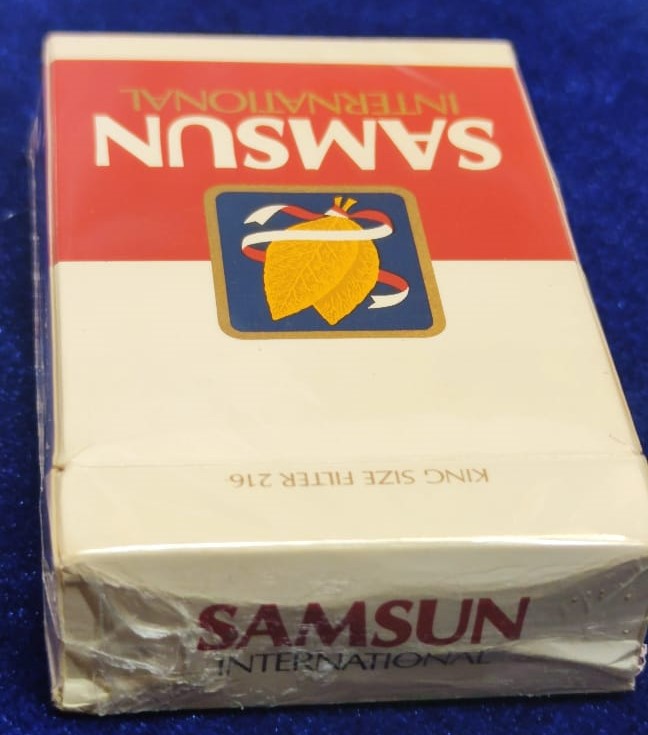 SAMSUN
INTERNATIONAL
KING SIZE FILTER 216
SAMSUN
INTERNATIONAL